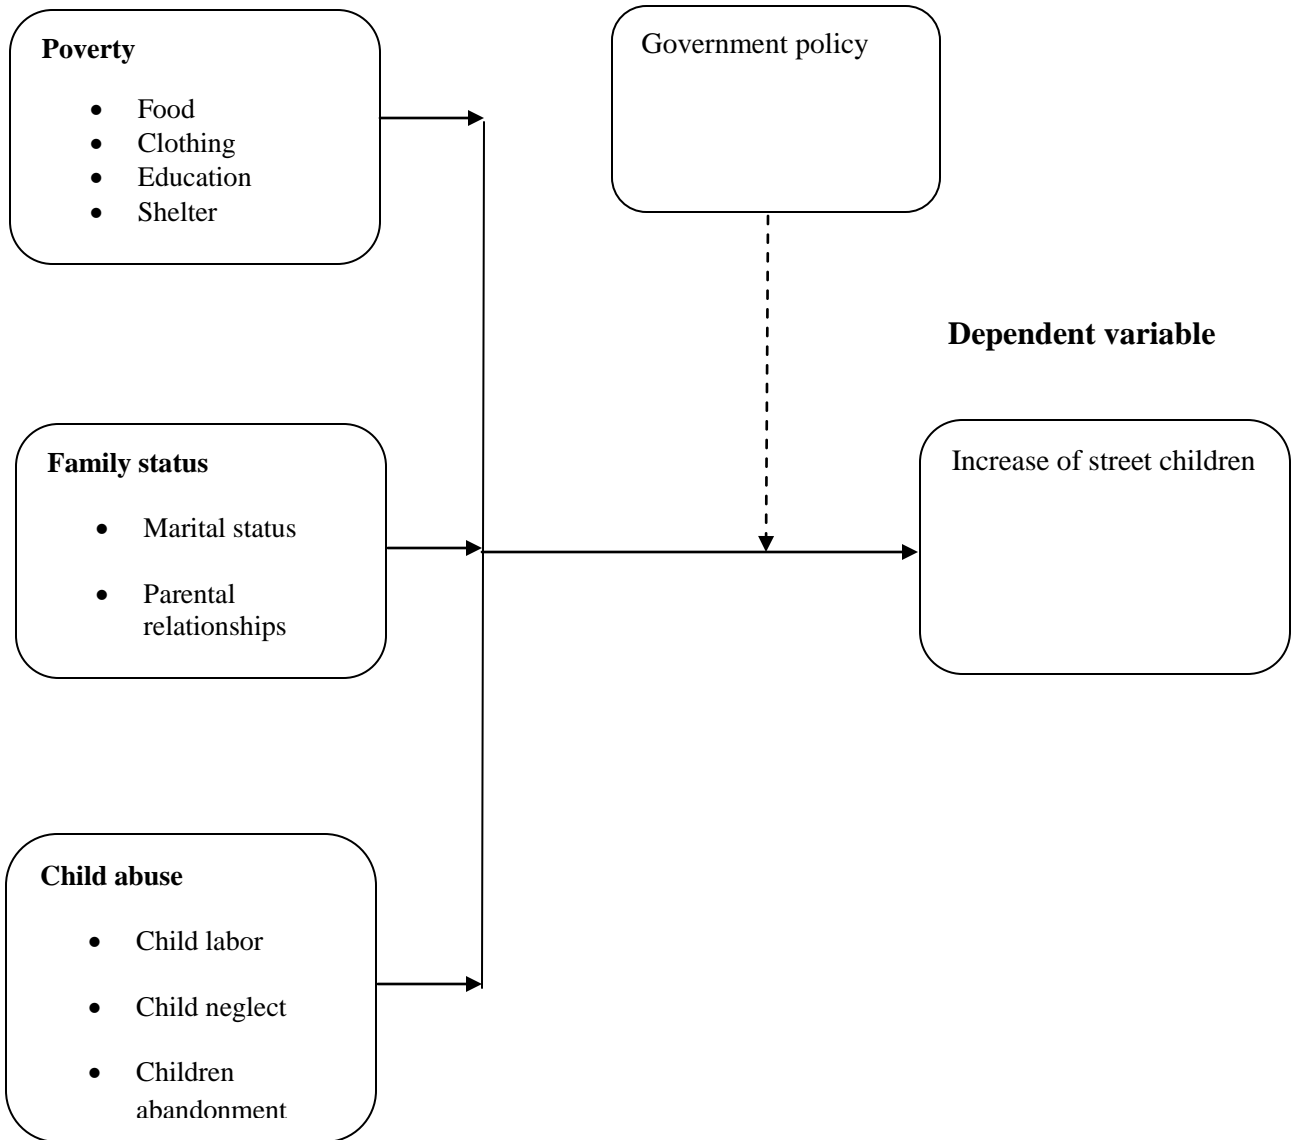 Poverty
• Food
• Clothing
• Education
• Shelter
Government policy
Dependent variable
Family status
• Marital status
• Parental
relationships
Increase of street children
Child abuse
• Child labor
• Child neglect
• Children
abandonment